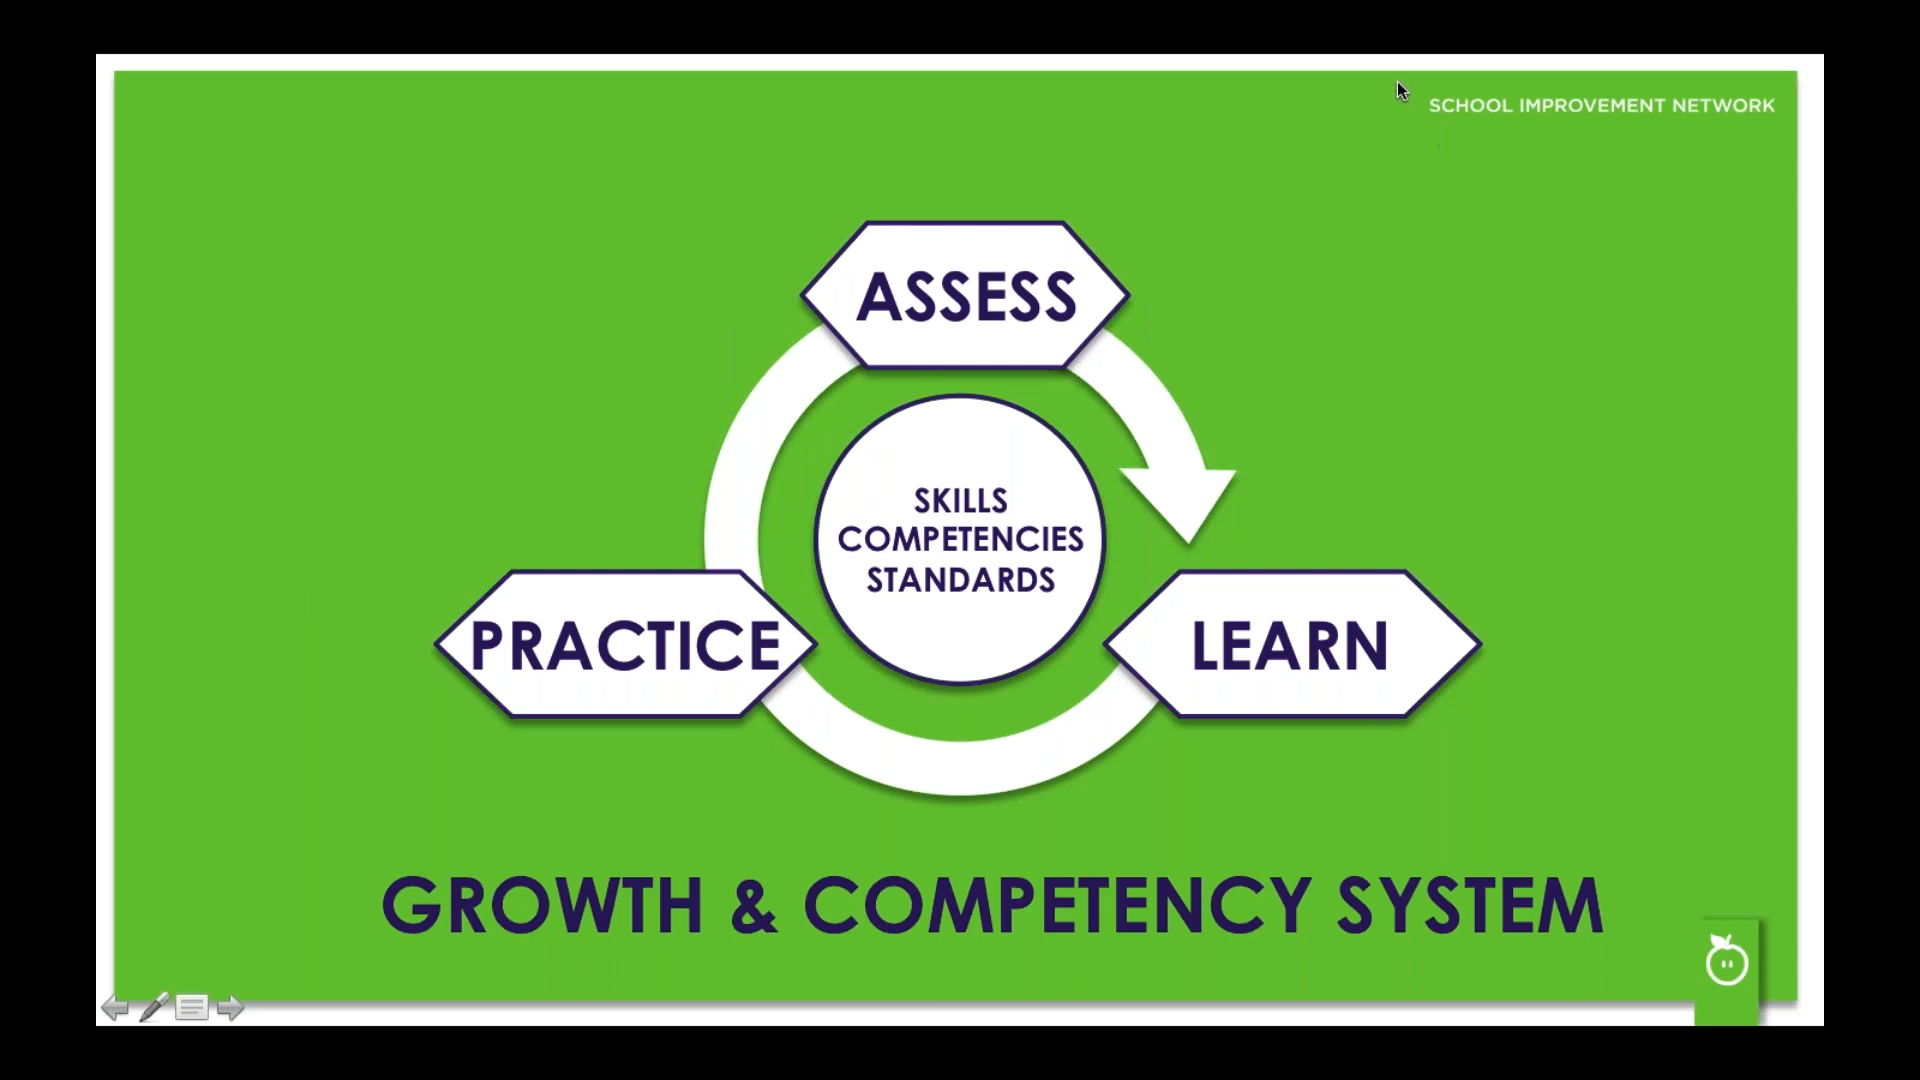 SCHOOL IMPROVEMENT NETWORK
ASSESS
SKILLS
COMPETENCIES
STANDARDS
PRACTICE
LEARN
GROWTH & COMPETENCY SYSTEM